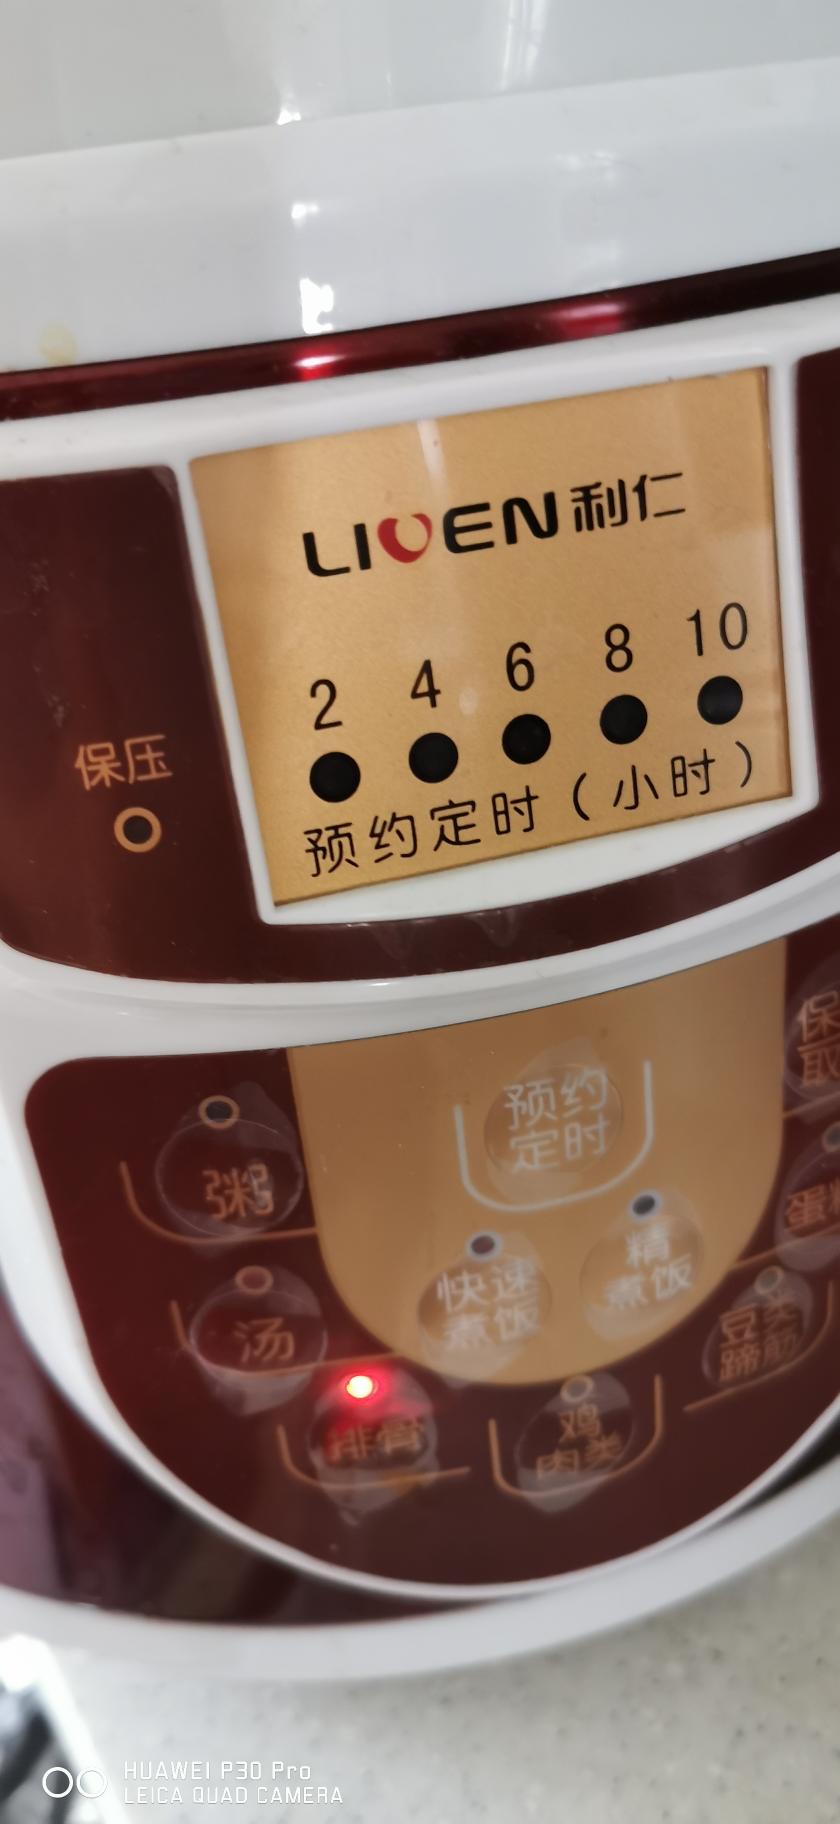 LIVEN利仁
2 4 6 8 10
预约定时（小时）
保压
预约
定时
保
取
粥
快速
煮饭
精
煮饭
蛋
汤
豆类
蹄筋
排骨
鸡
肉类
HUAWEI P30 Pro
LEICA QUAD CAMERA